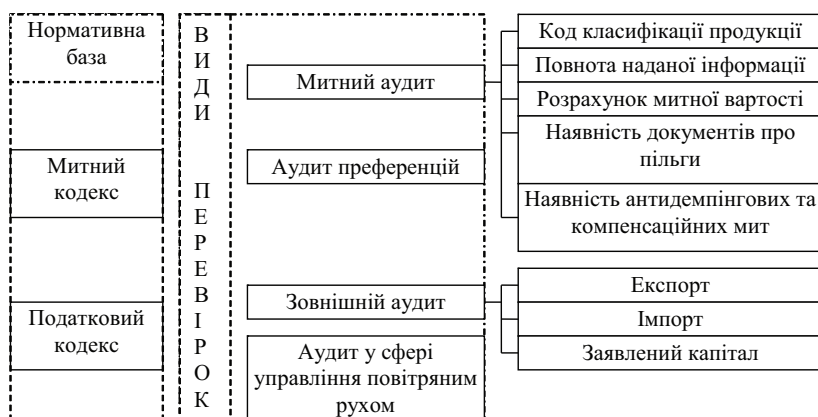 Нормативна
база
Митний
кодекс
Податковий
кодекс
ВИДИ ПЕРЕВІРОК
Митний аудит
Аудит преференцій
Зовнішній аудит
Аудит у сфері
управління повітряним
рухом
Код класифікації продукції
Повнота наданої інформації
Розрахунок митної вартості
Наявність документів про
пільги
Наявність антидемпінгових та
компенсаційних мит
Експорт
Імпорт
Заявлений капітал